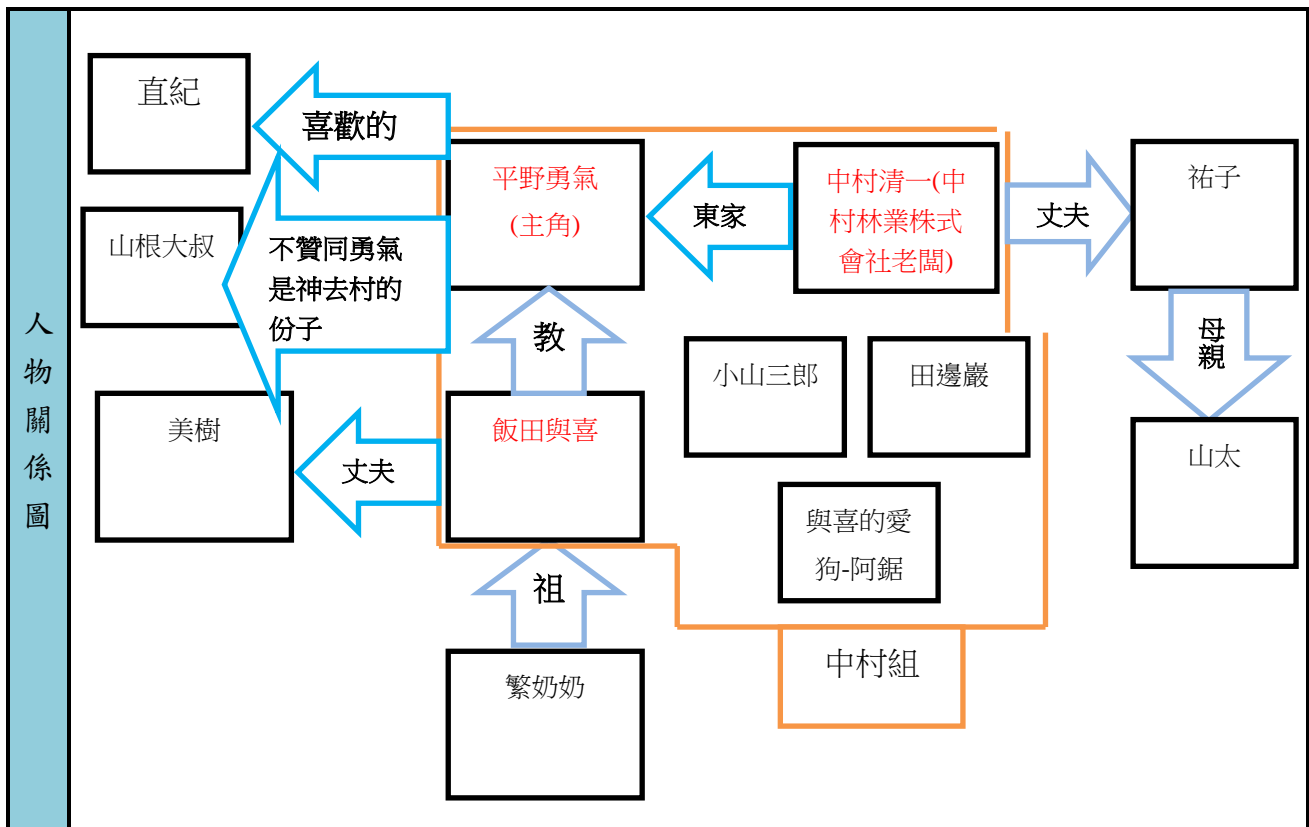 人
物
關
係
圖
直紀
喜歡的
平野勇氣
(主角)
東家
中村清一(中
村林業株式
會社老闆)
丈夫
祐子
山根大叔
不贊同勇氣
是神去村的
份子
教
小山三郎
田邊巖
母
親
美樹
丈夫
飯田與喜
山太
與喜的愛
狗-阿鋸
祖
繁奶奶
中村組